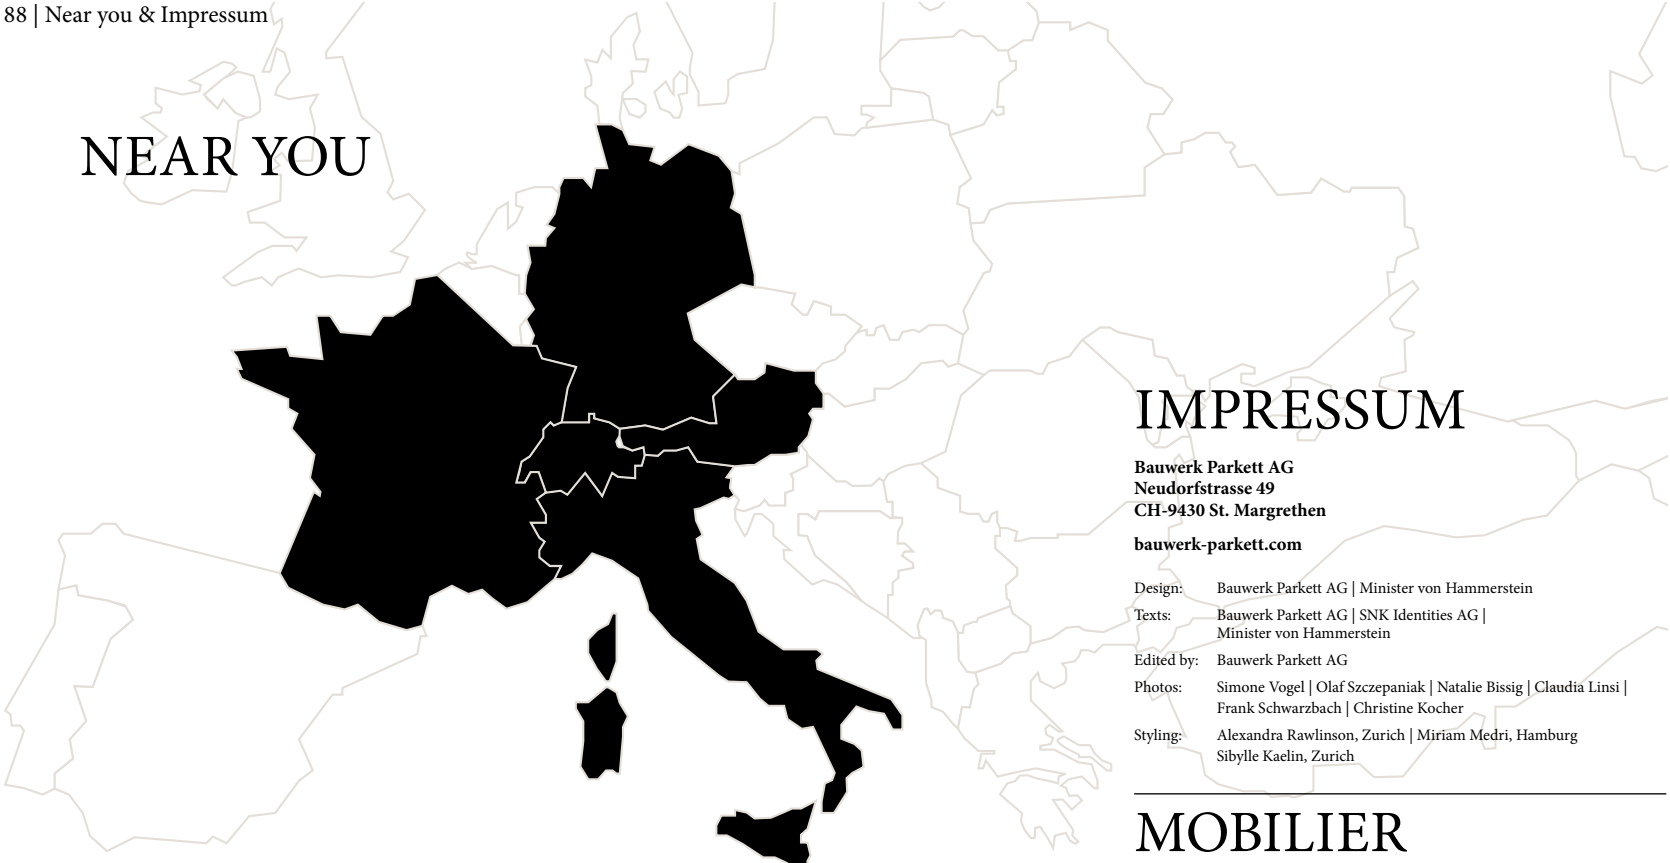 88 | Near you & Impressum
NEAR YOU
IMPRESSUM
Bauwerk Parkett AG
Neudorfstrasse 49
CH-9430 St. Margrethen
bauwerk-parkett.com
Design: Bauwerk Parkett AG | Minister von Hammerstein
Texts: Bauwerk Parkett AG | SNK Identities AG |
Minister von Hammerstein
Edited by: Bauwerk Parkett AG
Photos: Simone Vogel | Olaf Szczepaniak | Natalie Bissig | Claudia Linsi |
Frank Schwarzbach | Christine Kocher
Styling: Alexandra Rawlinson, Zurich | Miriam Medri, Hamburg
Sibylle Kaelin, Zurich
MOBILIER